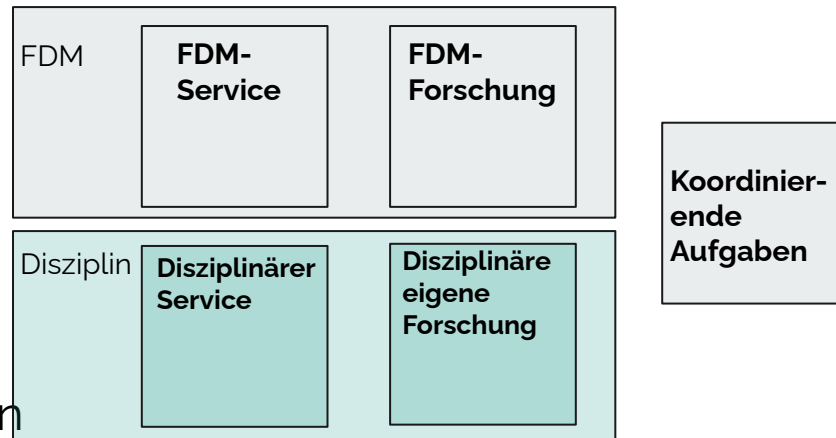 FDM
FDM-
Service
FDM-
Forschung
Koordinier-
ende
Aufgaben
Disziplin
Disziplinärer
Service
Disziplinäre
eigene
Forschung
n